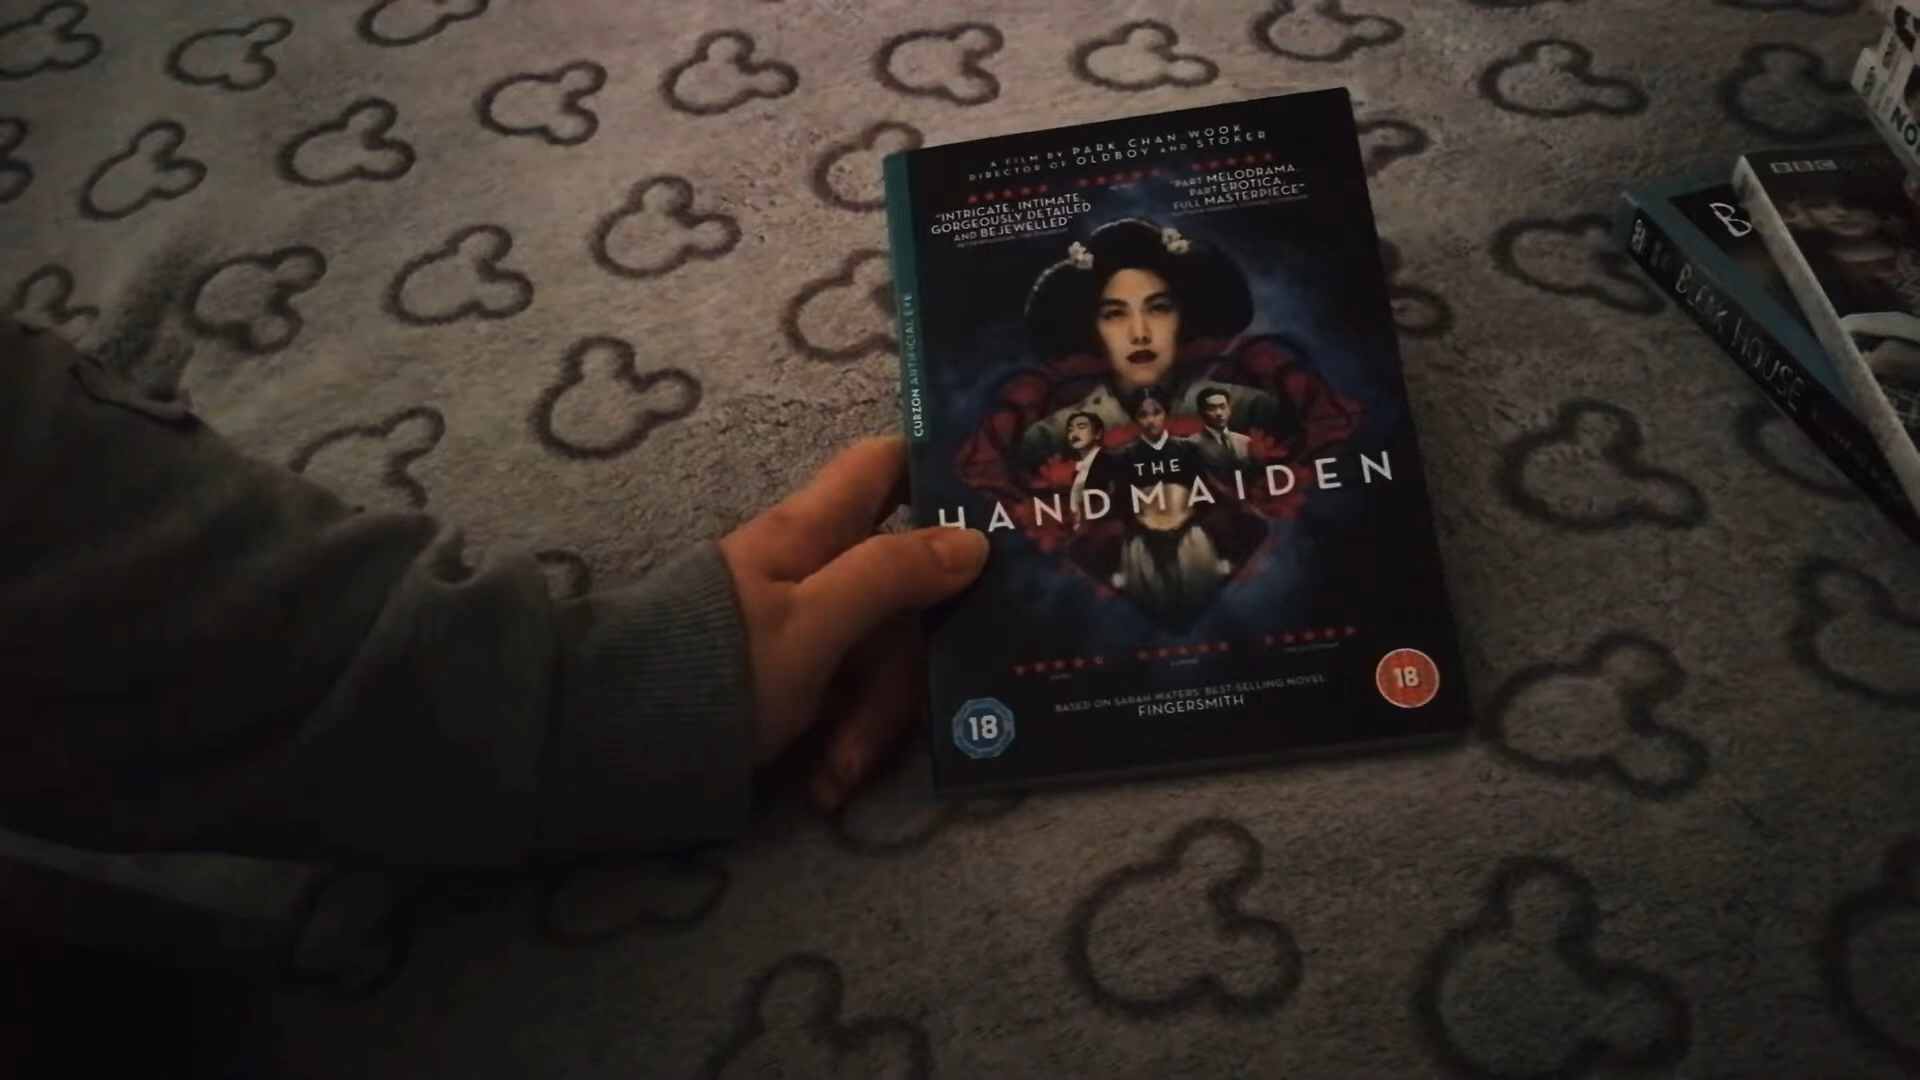 A FILM BY PARK CHAN-WOOK
DIRECTOR OF OLDBOY AND STOKER
"INTRICATE, INTIMATE,
GORGEOUSLY DETAILED
AND BEJEWELLED"
"PART MELODRAMA,
PART EROTICA,
FULL MASTERPIECE"
CURZON ARTIFICIAL EYE
THE
HANDMAIDEN
BASED ON SARAH WATERS' BEST-SELLING NOVEL
FINGERSMITH
18
18
BBC
B
BLEAK HOUSE
NO